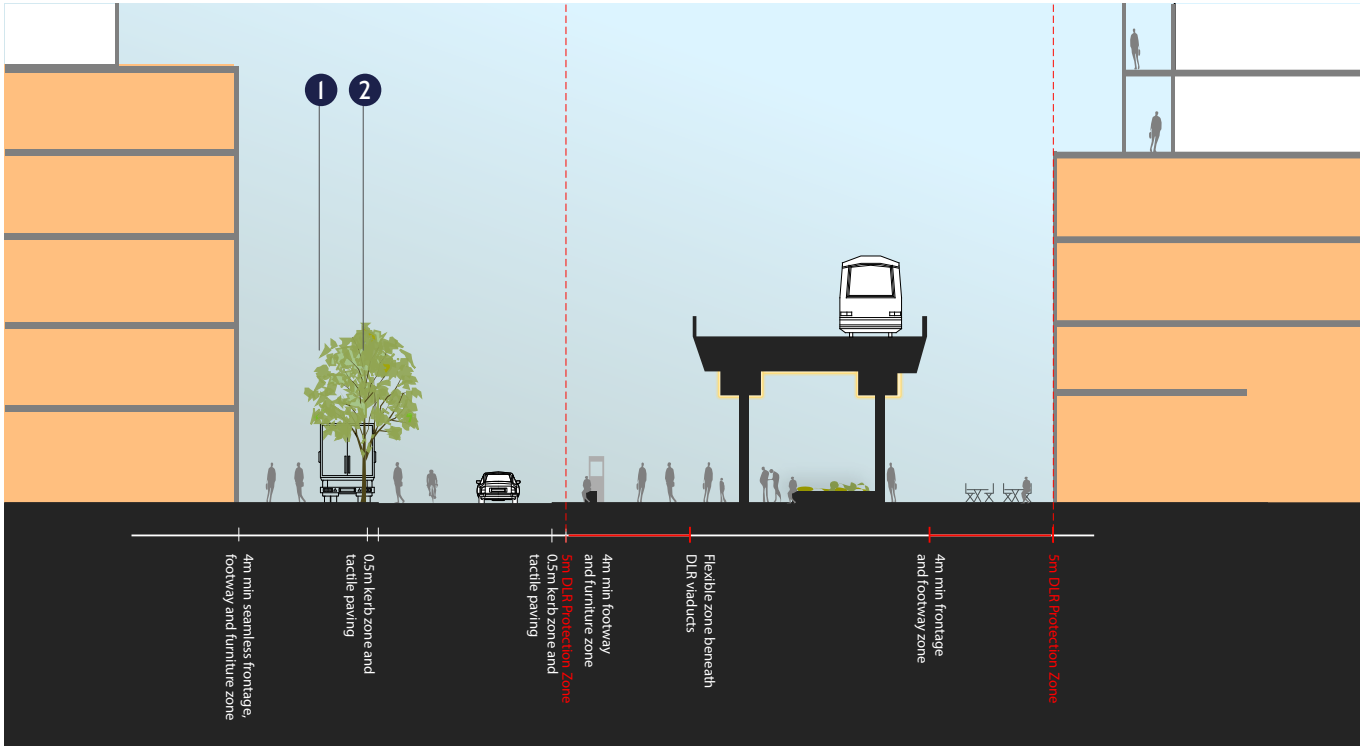 1
2
4m min seamless frontage,
footway and furniture zone
0.5m kerb zone and
tactile paving
0.5m kerb zone and
tactile paving
5m DLR Protection Zone
4m min footway
and furniture zone
Flexible zone beneath
DLR viaducts
4m min frontage
and footway zone
5m DLR Protection Zone